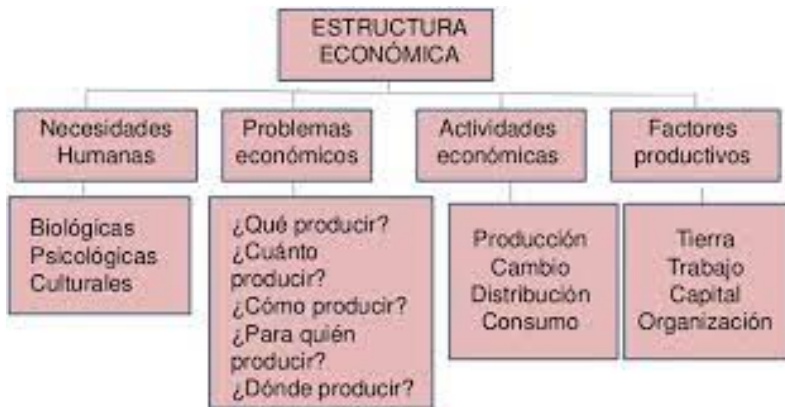 ESTRUCTURA
ECONÓMICA
Necesidades
Humanas
Problemas
económicos
Actividades
económicas
Factores
productivos
Biológicas
Psicológicas
Culturales
¿Qué producir?
¿Cuánto
producir?
¿Cómo producir?
¿Para quién
producir?
¿Dónde producir?
Producción
Cambio
Distribución
Consumo
Tierra
Trabajo
Capital
Organización